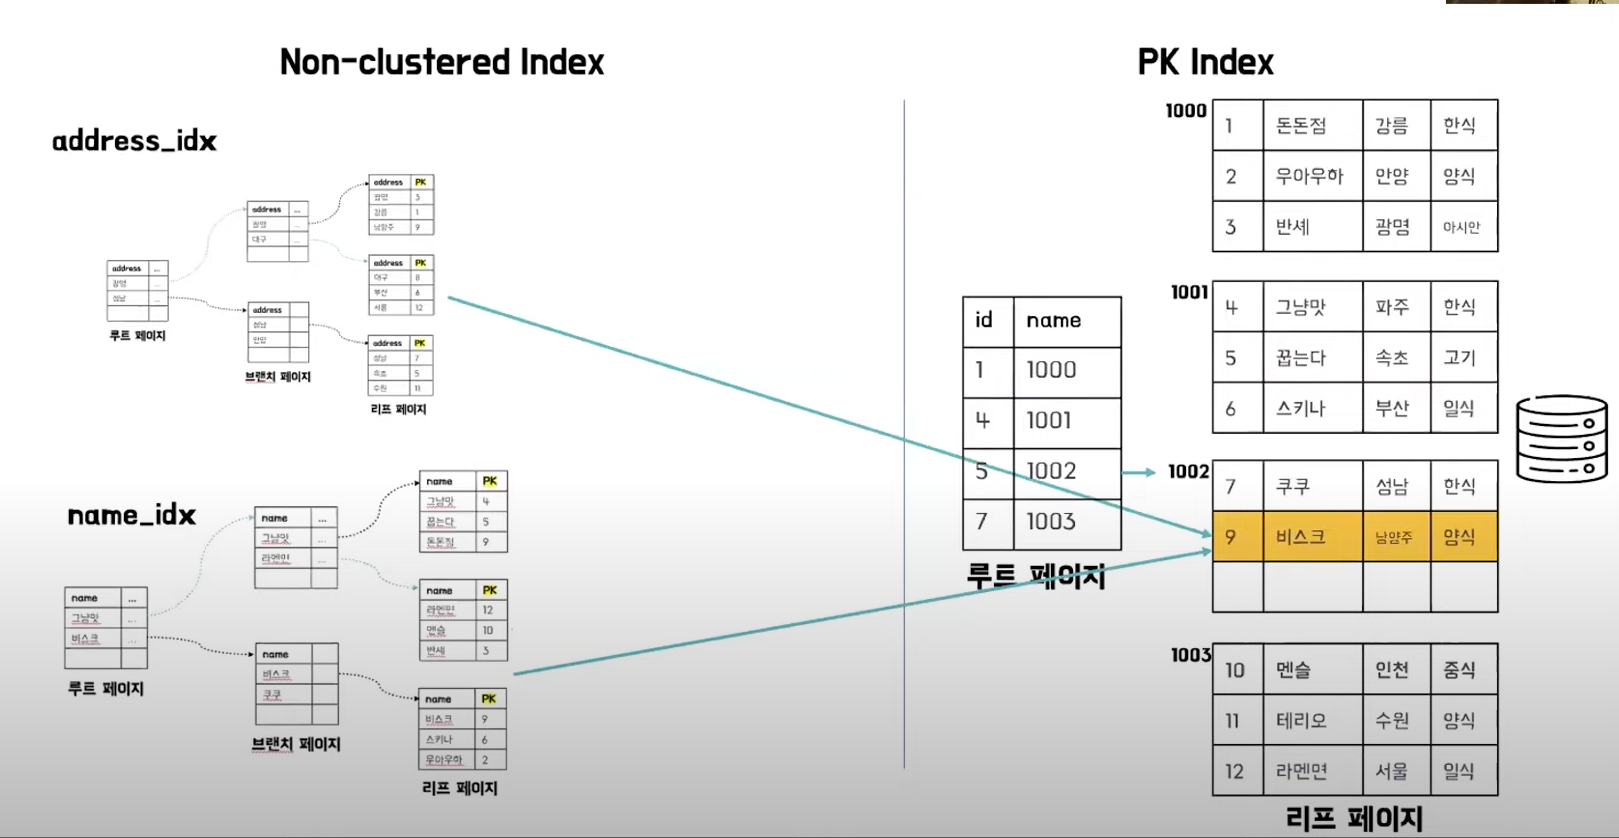 Non-clustered Index
address_idx
address ...
광명 ...
성남 ...
루트 페이지
address ...
광명 ...
대구 ...
address
성남
안양
브랜치 페이지
address PK
광명 3
강릉 1
남양주 9
address PK
대구 8
부산 6
서울 12
address PK
성남 7
속초 5
수원 11
리프 페이지
name_idx
name ...
그냥맛 ...
비스크 ...
루트 페이지
name ...
그냥맛 ...
라멘면 ...
name
비스크
쿠쿠
브랜치 페이지
name PK
그냥맛 4
꿉는다 5
돈돈점 9
name PK
라멘면 12
멘슬 10
반세 3
name PK
비스크 9
스키나 6
우아우하 2
리프 페이지
PK Index
id name
1 1000
4 1001
5 1002
7 1003
루트 페이지
1000
1 돈돈점 강릉 한식
2 우아우하 안양 양식
3 반셰 광명 아시안
1001
4 그냥맛 파주 한식
5 꿉는다 속초 고기
6 스키나 부산 일식
1002
7 쿠쿠 성남 한식
9 비스크 남양주 양식
1003
10 멘슬 인천 중식
11 테리오 수원 양식
12 라멘면 서울 일식
리프 페이지